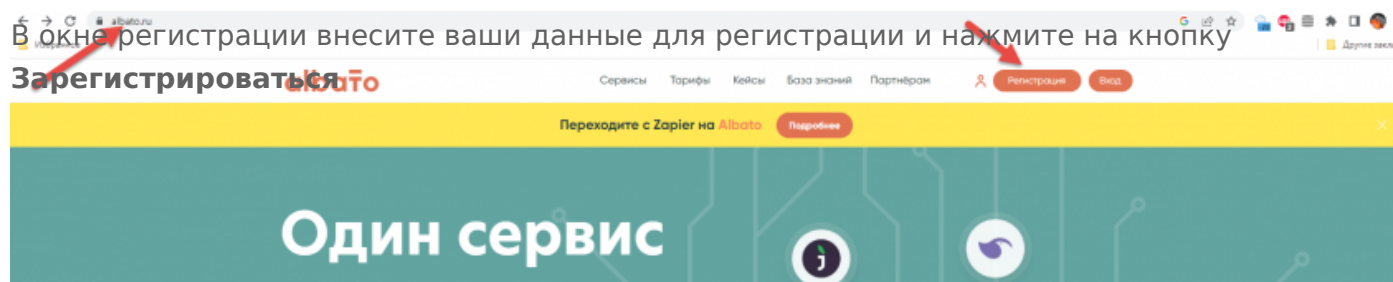 albato.ru
В окне регистрации внесите ваши данные для регистрации и нажмите на кнопку
Зарегистрироваться
albato
Сервисы Тарифы Кейсы База знаний Партнёрам Регистрация Вход
Переходите с Zapier на Albato Подробнее
Один сервис